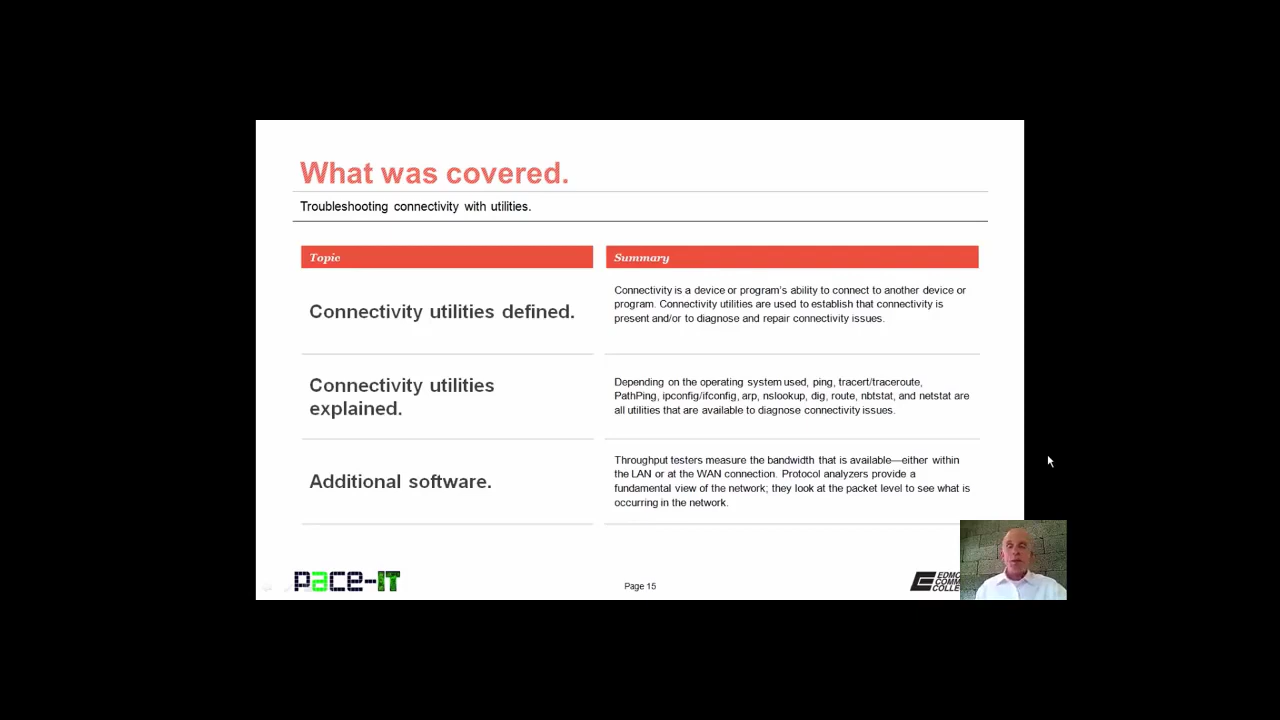 What was covered.
Troubleshooting connectivity with utilities.
Topic
Summary
Connectivity utilities defined.
Connectivity is a device or program's ability to connect to another device or
program. Connectivity utilities are used to establish that connectivity is
present and/or to diagnose and repair connectivity issues.
Connectivity utilities
explained.
Depending on the operating system used, ping, tracert/traceroute,
PathPing, ipconfig/ifconfig, arp, nslookup, dig, route, nbtstat, and netstat are
all utilities that are available to diagnose connectivity issues.
Additional software.
Throughput testers measure the bandwidth that is available—either within
the LAN or at the WAN connection. Protocol analyzers provide a
fundamental view of the network; they look at the packet level to see what is
occurring in the network.
pace-IT
Page 15